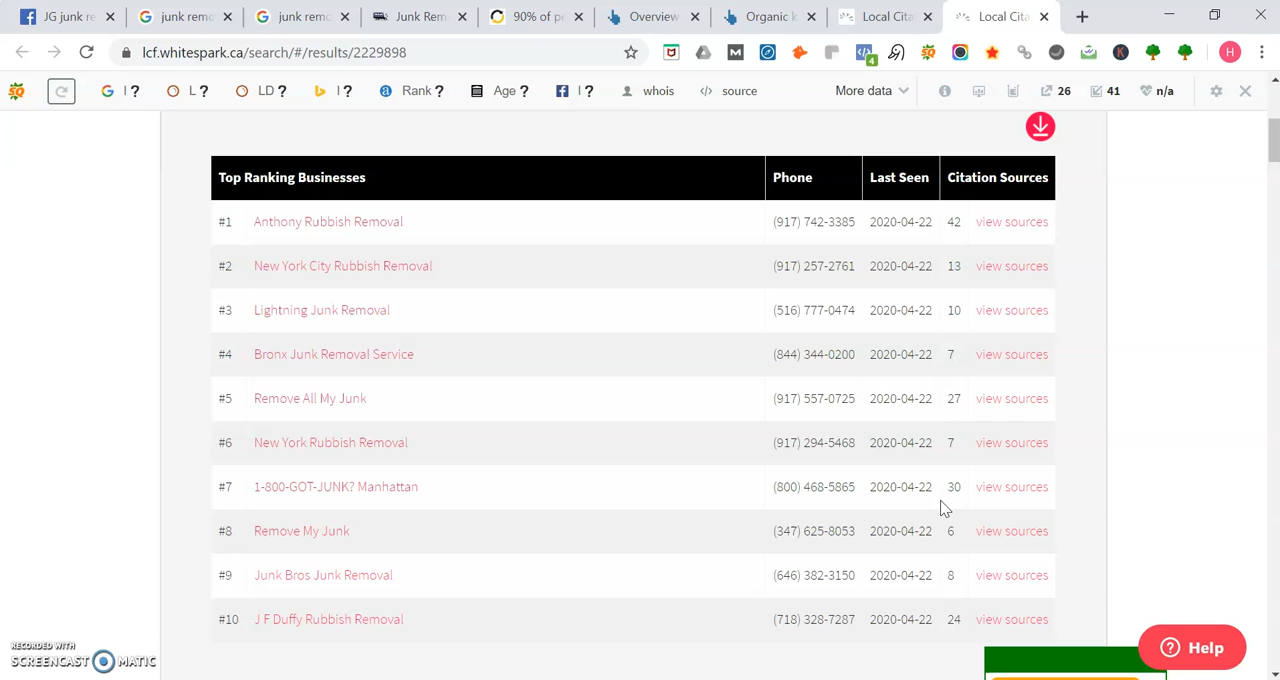 JG junk re
junk remo
junk remo
Junk Rem
90% of pe
Overview
Organic k
Local Cita
Local Cita
lcf.whitespark.ca/search/#/results/2229898
4
H
I ?
L ?
LD ?
I ?
Rank ?
Age ?
I ?
whois
source
More data
26
41
n/a
Top Ranking Businesses Phone Last Seen Citation Sources
#1 Anthony Rubbish Removal (917) 742-3385 2020-04-22 42 view sources
#2 New York City Rubbish Removal (917) 257-2761 2020-04-22 13 view sources
#3 Lightning Junk Removal (516) 777-0474 2020-04-22 10 view sources
#4 Bronx Junk Removal Service (844) 344-0200 2020-04-22 7 view sources
#5 Remove All My Junk (917) 557-0725 2020-04-22 27 view sources
#6 New York Rubbish Removal (917) 294-5468 2020-04-22 7 view sources
#7 1-800-GOT-JUNK? Manhattan (800) 468-5865 2020-04-22 30 view sources
#8 Remove My Junk (347) 625-8053 2020-04-22 6 view sources
#9 Junk Bros Junk Removal (646) 382-3150 2020-04-22 8 view sources
#10 J F Duffy Rubbish Removal (718) 328-7287 2020-04-22 24 view sources
RECORDED WITH
SCREENCAST MATIC
Help